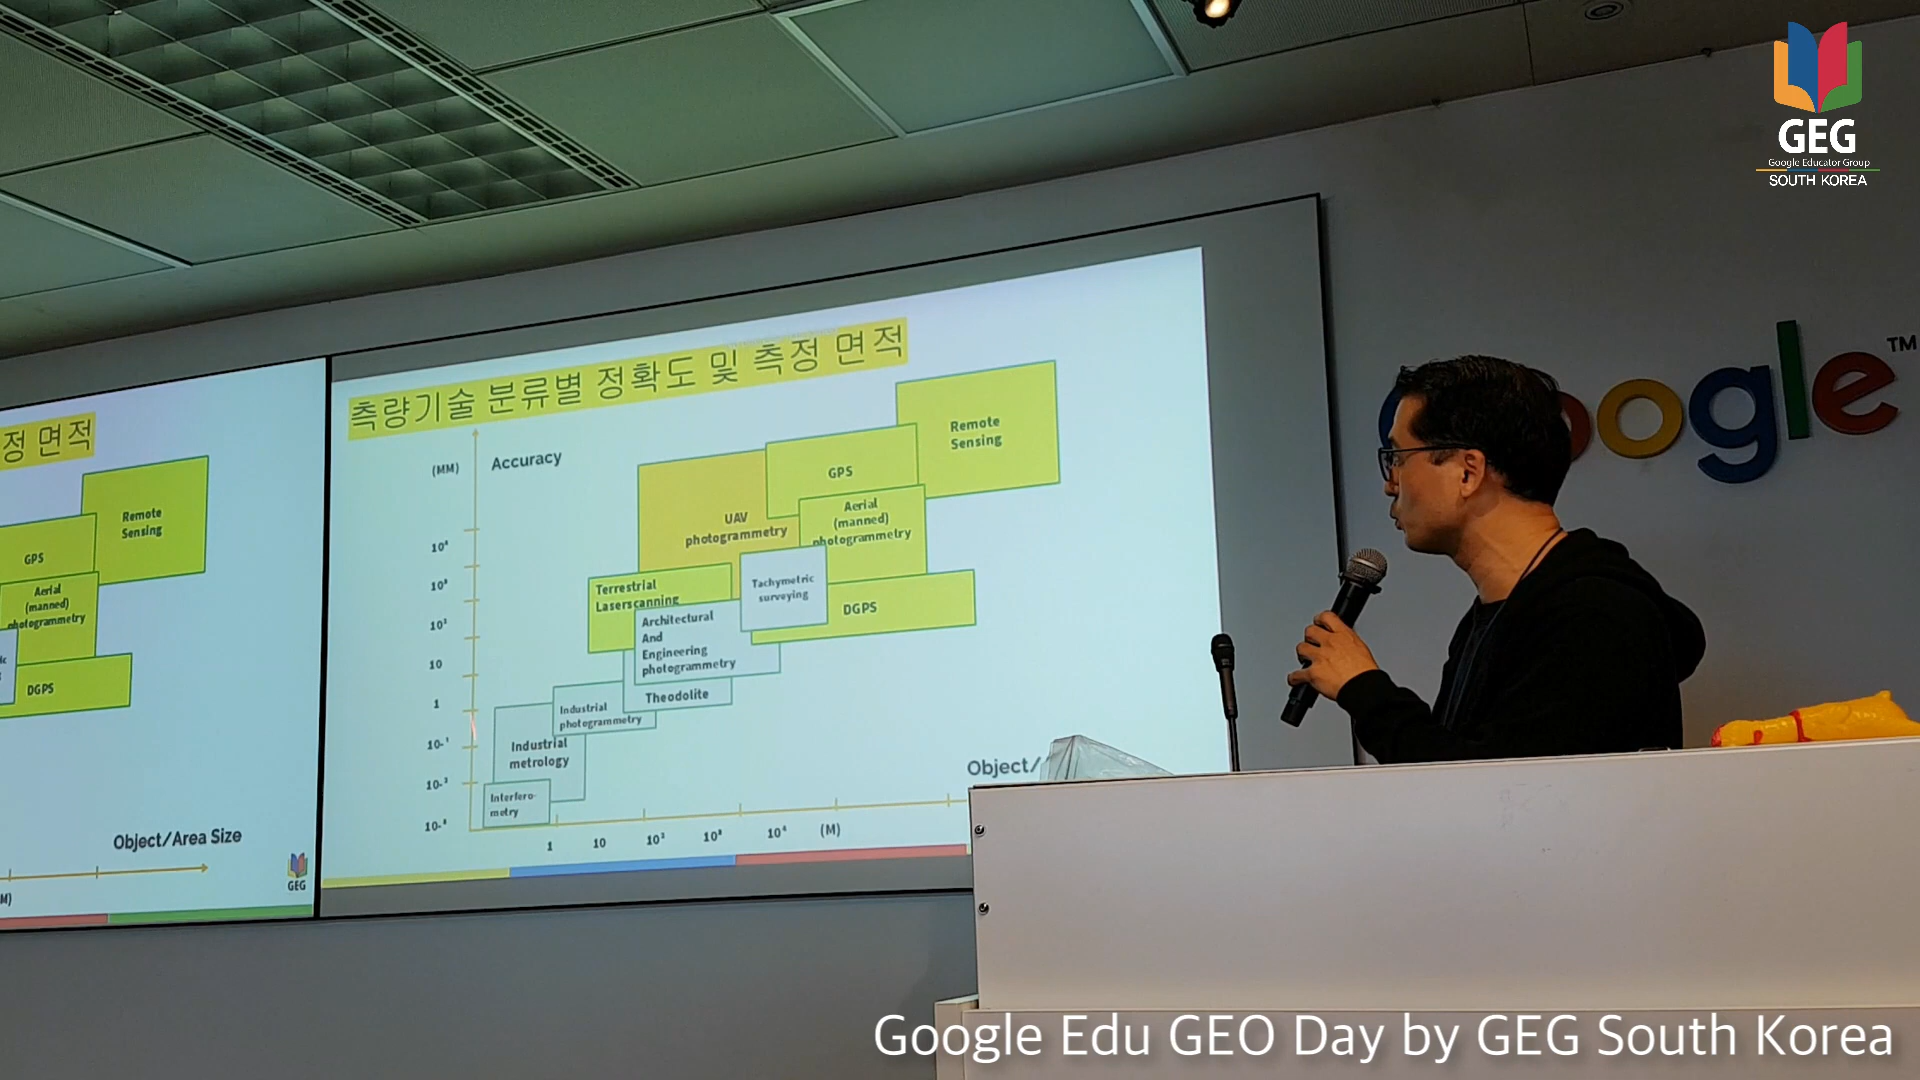 GEG
Google Educator Group
SOUTH KOREA
Google™
측량기술 분류별 정확도 및 측정 면적
(MM)
Accuracy
Remote
Sensing
GPS
UAV
photogrammetry
Aerial
(manned)
photogrammetry
Terrestrial
Laserscanning
Tachymetric
surveying
DGPS
Architectural
And
Engineering
photogrammetry
Theodolite
Industrial
photogrammetry
Industrial
metrology
Interfero-
metry
10
1
Object/
1
10
(M)
정 면적
Remote
Sensing
GPS
Aerial
(manned)
photogrammetry
DGPS
Object/Area Size
GEG
Google Edu GEO Day by GEG South Korea